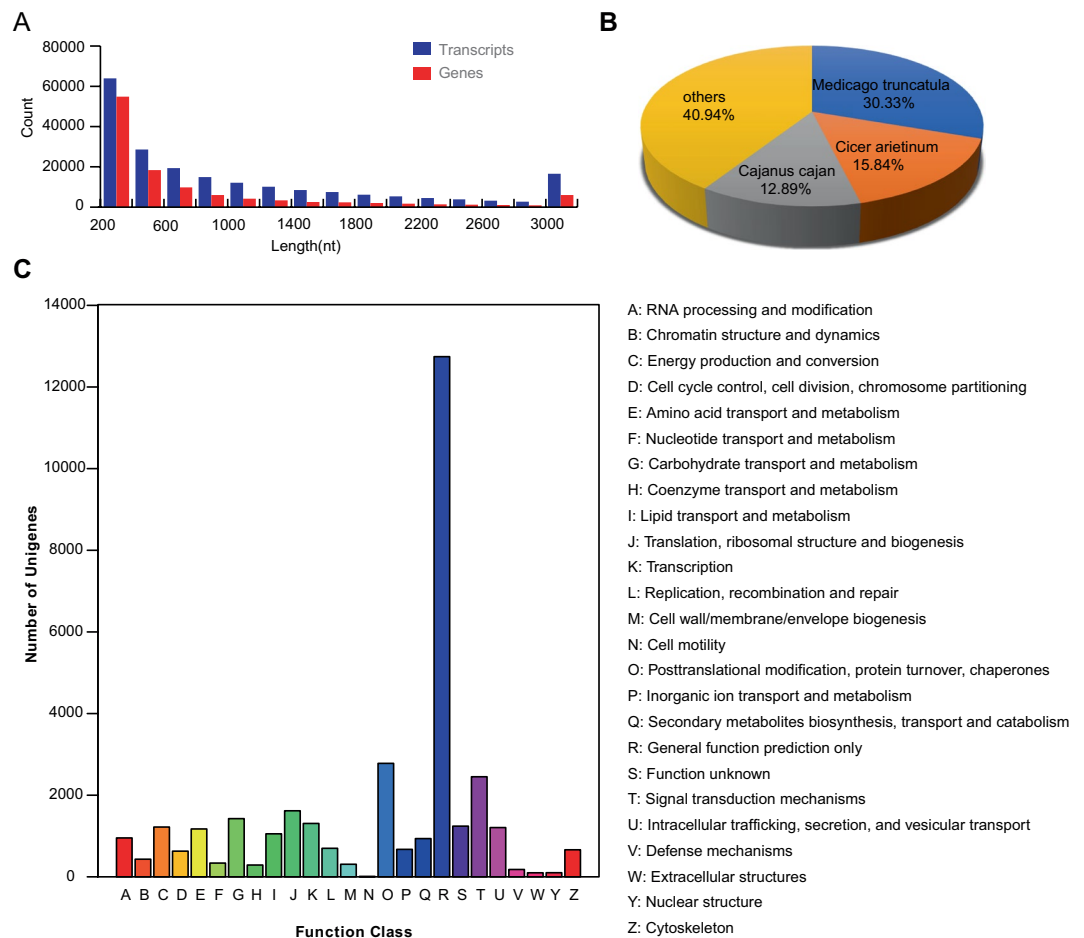 A
80000
60000
40000
20000
0
Count
200 600 1000 1400 1800 2200 2600 3000
Length(nt)
Transcripts
Genes
B
Medicago truncatula
30.33%
Cicer arietinum
15.84%
Cajanus cajan
12.89%
others
40.94%
C
14000
12000
10000
8000
6000
4000
2000
0
Number of Unigenes
A B C D E F G H I J K L M N O P Q R S T U V W Y Z
Function Class
A: RNA processing and modification
B: Chromatin structure and dynamics
C: Energy production and conversion
D: Cell cycle control, cell division, chromosome partitioning
E: Amino acid transport and metabolism
F: Nucleotide transport and metabolism
G: Carbohydrate transport and metabolism
H: Coenzyme transport and metabolism
I: Lipid transport and metabolism
J: Translation, ribosomal structure and biogenesis
K: Transcription
L: Replication, recombination and repair
M: Cell wall/membrane/envelope biogenesis
N: Cell motility
O: Posttranslational modification, protein turnover, chaperones
P: Inorganic ion transport and metabolism
Q: Secondary metabolites biosynthesis, transport and catabolism
R: General function prediction only
S: Function unknown
T: Signal transduction mechanisms
U: Intracellular trafficking, secretion, and vesicular transport
V: Defense mechanisms
W: Extracellular structures
Y: Nuclear structure
Z: Cytoskeleton